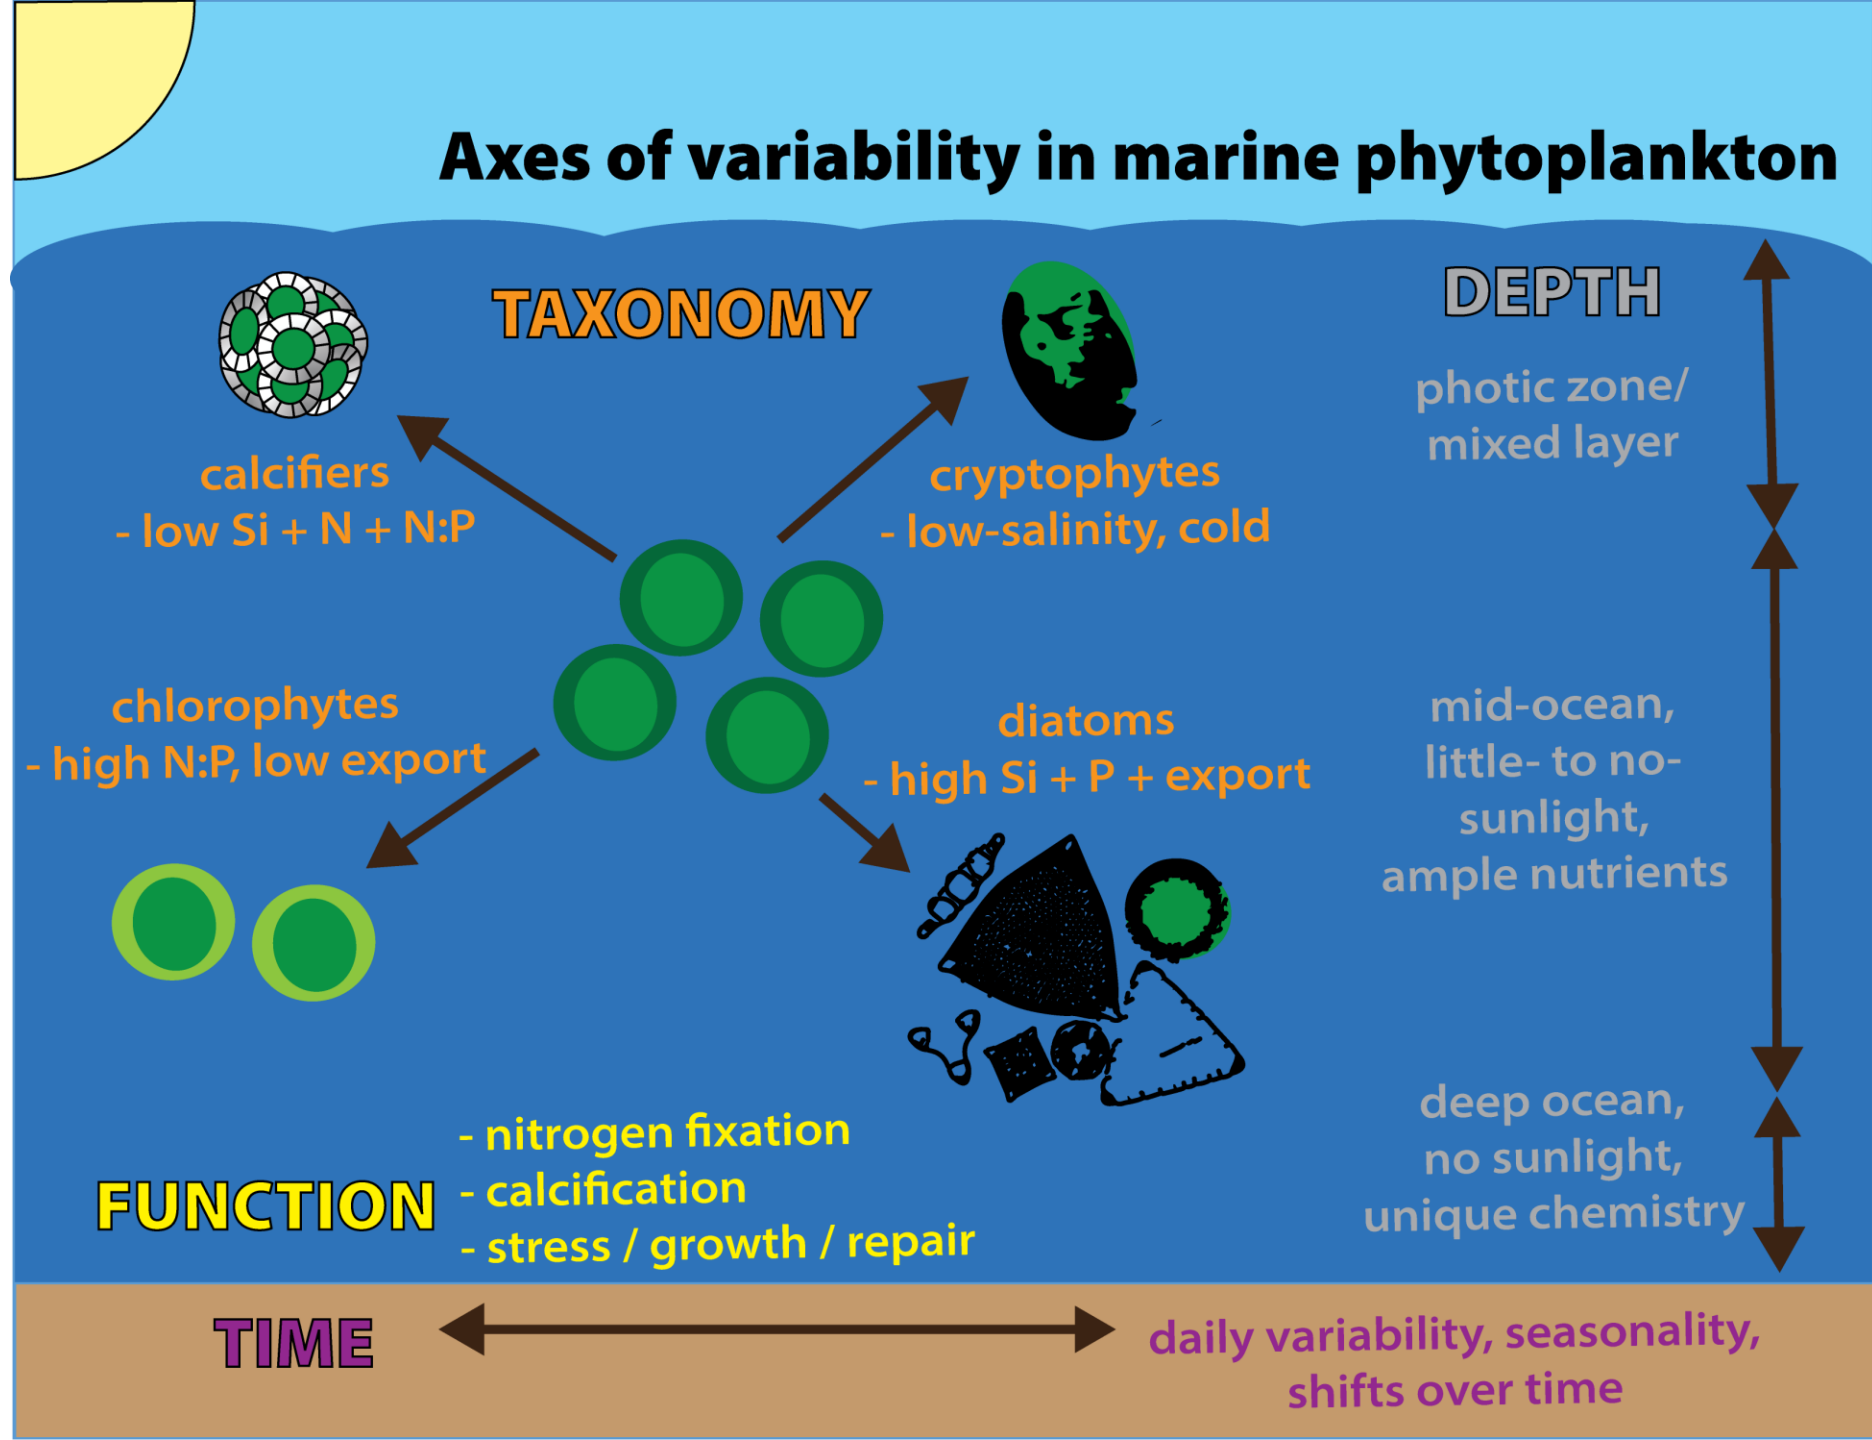 Axes of variability in marine phytoplankton
TAXONOMY
calcifiers
- low Si + N + N:P
cryptophytes
- low-salinity, cold
chlorophytes
- high N:P, low export
diatoms
- high Si + P + export
DEPTH
photic zone/
mixed layer
mid-ocean,
little- to no-
sunlight,
ample nutrients
deep ocean,
no sunlight,
unique chemistry
FUNCTION
- nitrogen fixation
- calcification
- stress / growth / repair
TIME
daily variability, seasonality,
shifts over time